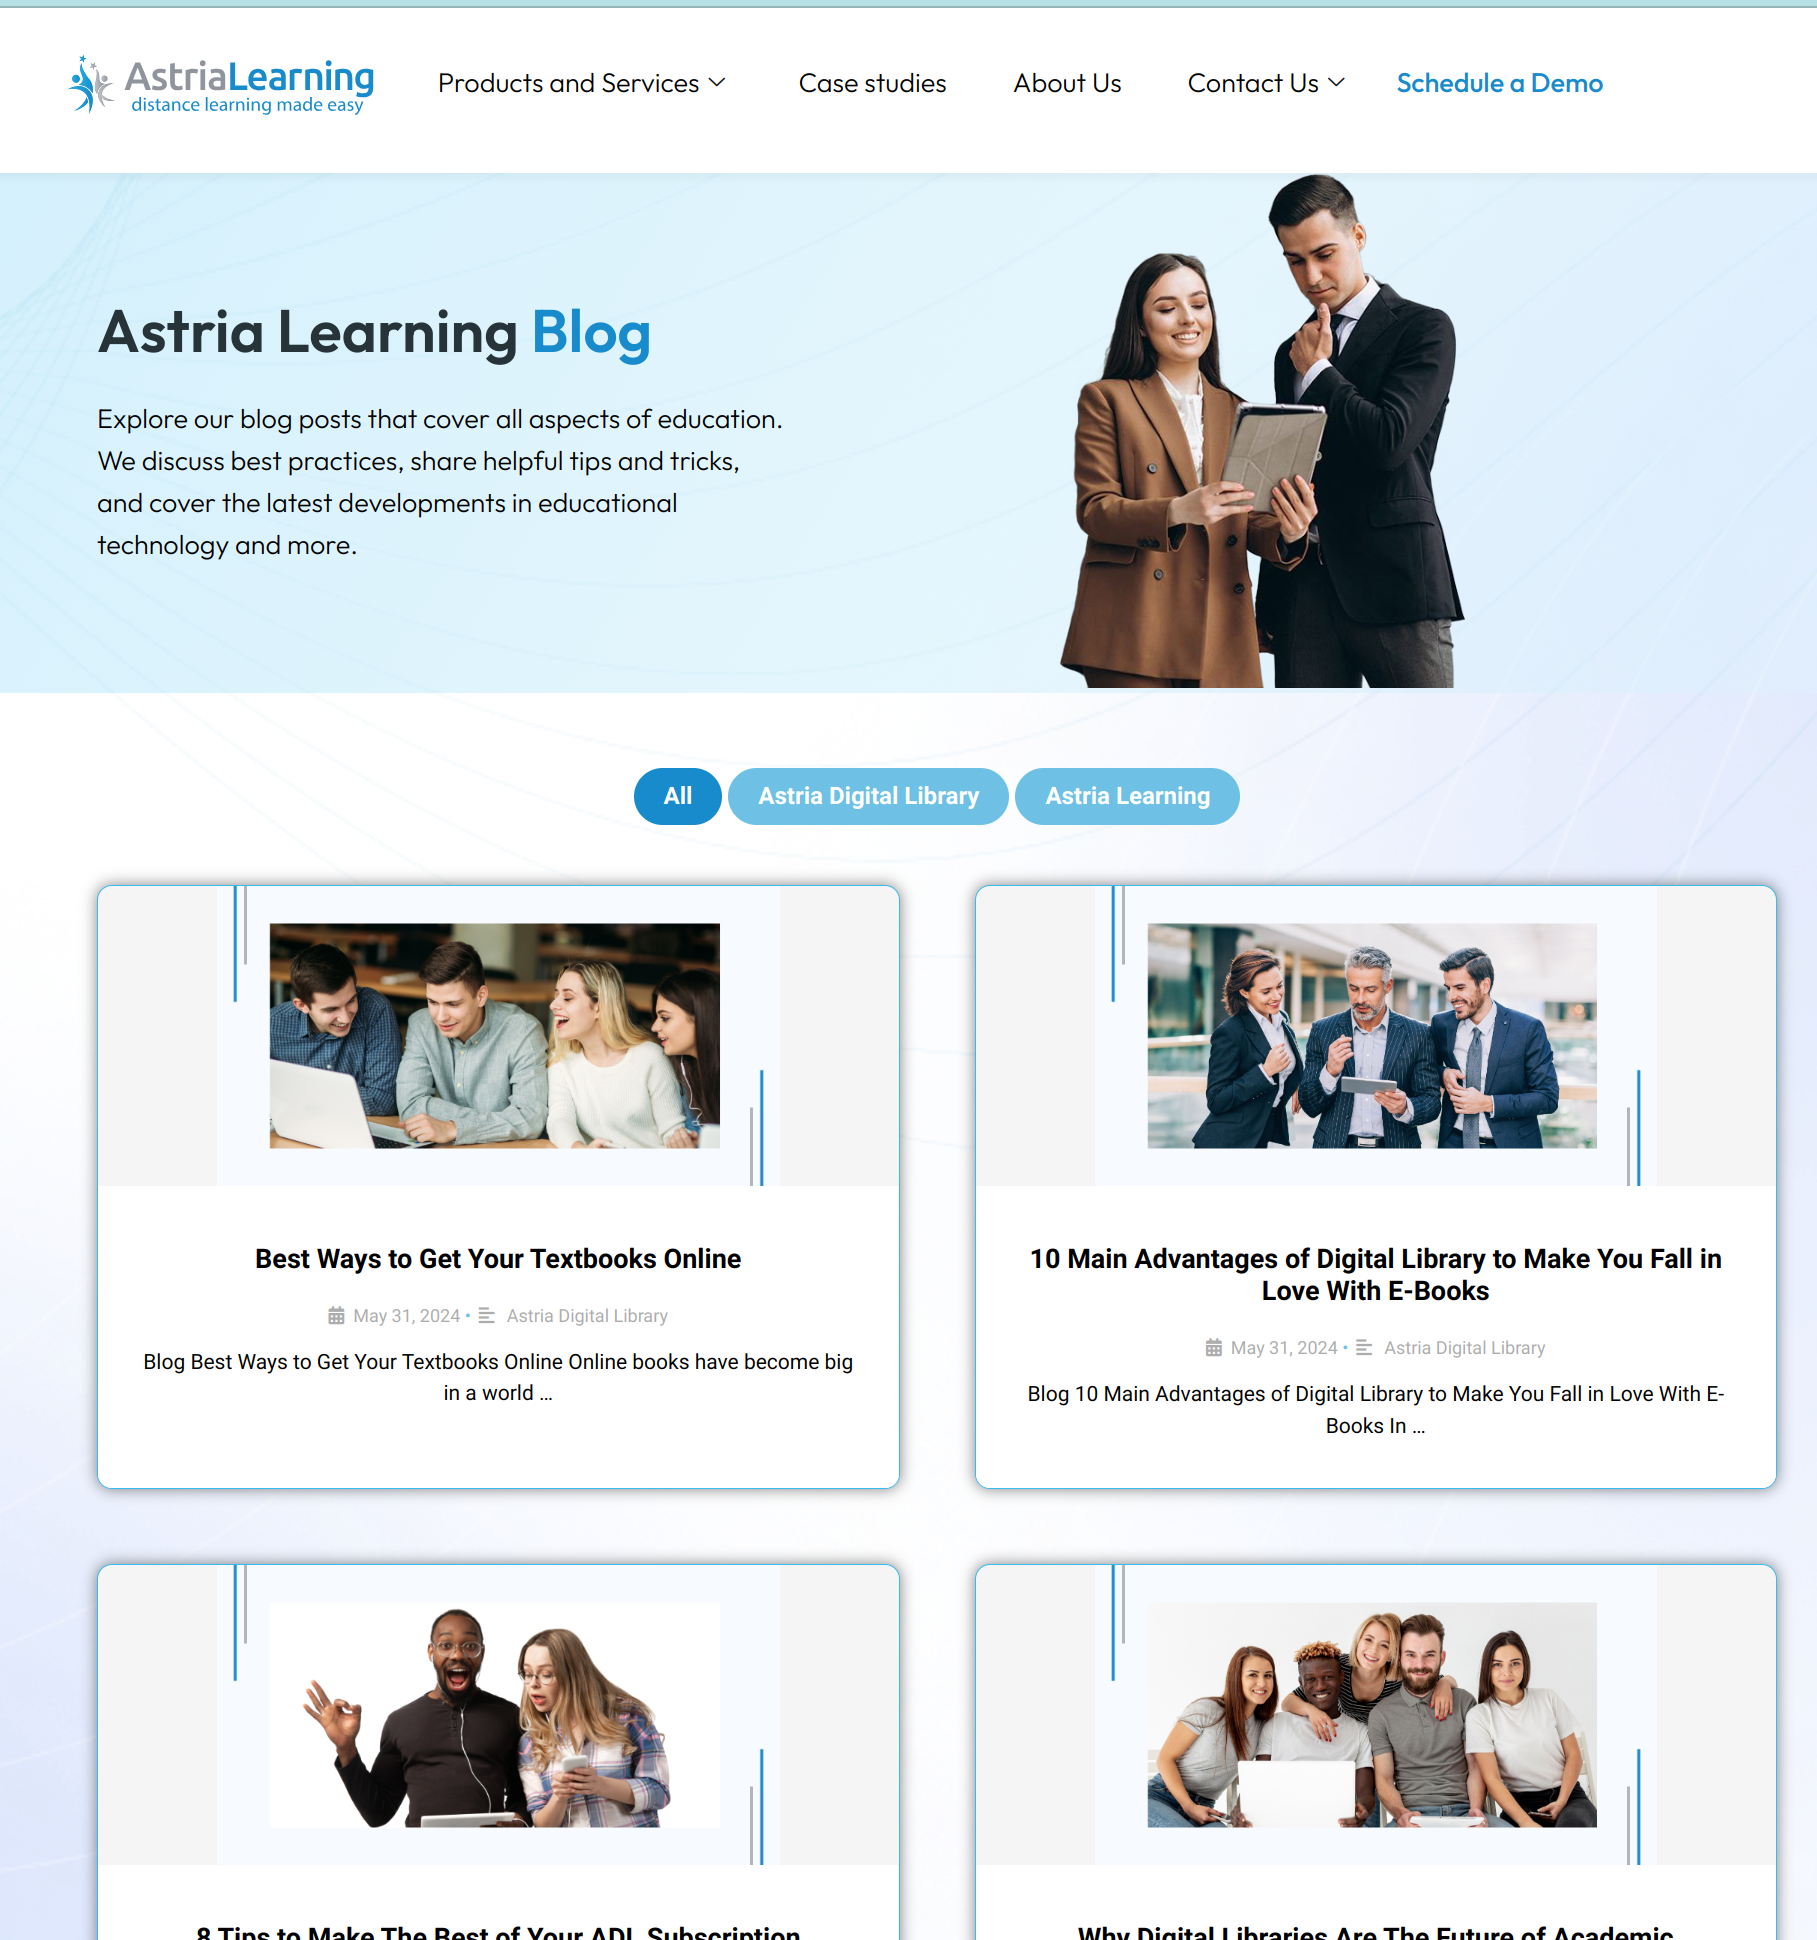 AstriaLearning
distance learning made easy
Products and Services
Case studies
About Us
Contact Us
Schedule a Demo
Astria Learning Blog
Explore our blog posts that cover all aspects of education.
We discuss best practices, share helpful tips and tricks,
and cover the latest developments in educational
technology and more.
All
Astria Digital Library
Astria Learning
Best Ways to Get Your Textbooks Online
May 31, 2024 • Astria Digital Library
Blog Best Ways to Get Your Textbooks Online Online books have become big
in a world ...
10 Main Advantages of Digital Library to Make You Fall in
Love With E-Books
May 31, 2024 • Astria Digital Library
Blog 10 Main Advantages of Digital Library to Make You Fall in Love With E-
Books In ...
8 Tips to Make The Best of Your ADL Subscription
Why Digital Libraries Are The Future of Academic